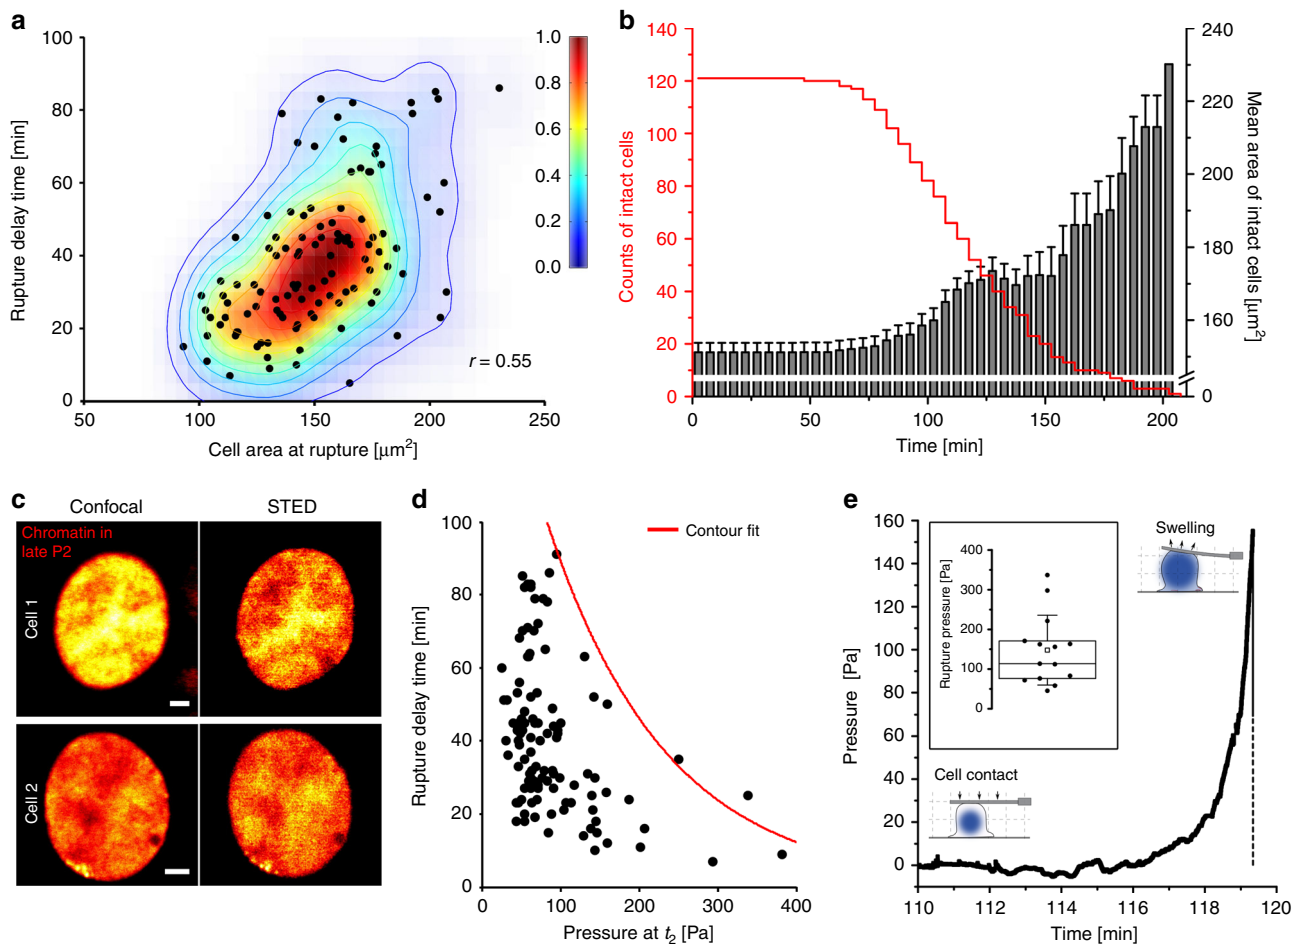 a
Rupture delay time [min]
100
80
60
40
20
0
50
100
150
200
250
Cell area at rupture [μm²]
1.0
0.8
0.6
0.4
0.2
0.0
r = 0.55
b
Counts of intact cells
140
120
100
80
60
40
20
0
0
50
100
150
200
Time [min]
240
220
200
180
160
0
Mean area of intact
cells [μm²]
c
Confocal
STED
Chromatin in
late P2
Cell 1
Cell 2
d
Rupture delay time [min]
100
80
60
40
20
0
0
100
200
300
400
Pressure at t₂ [Pa]
Contour fit
e
Pressure [Pa]
160
140
120
100
80
60
40
20
0
110
112
114
116
118
120
Time [min]
Rupture pressure [Pa]
400
300
200
150
100
0
Swelling
Cell contact